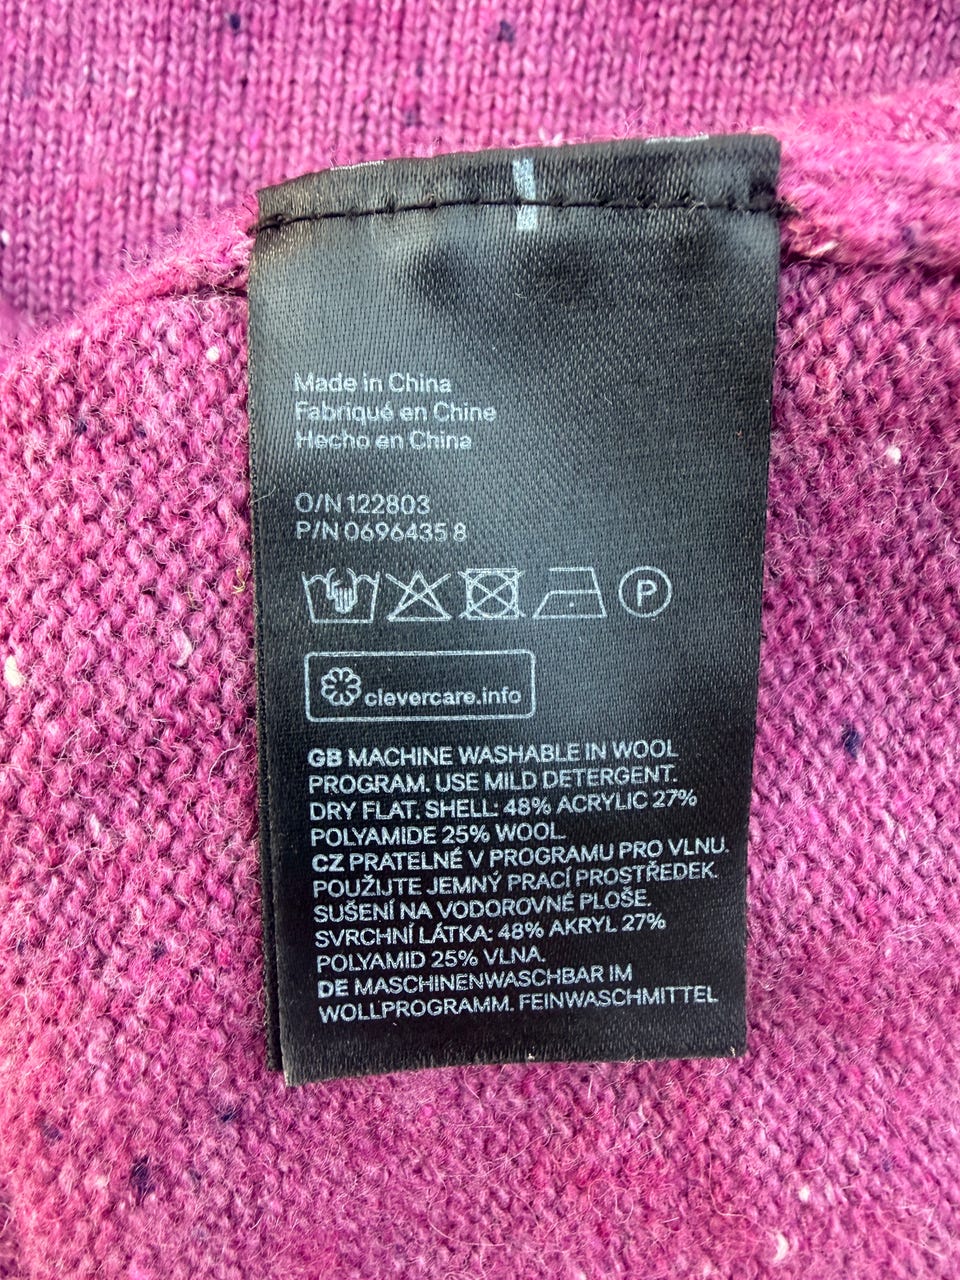 Made in China
Fabriqué en Chine
Hecho en China
O/N 122803
P/N 0696435 8
P
clevercare.info
GB MACHINE WASHABLE IN WOOL
PROGRAM. USE MILD DETERGENT.
DRY FLAT. SHELL: 48% ACRYLIC 27%
POLYAMIDE 25% WOOL.
CZ PRATELNÉ V PROGRAMU PRO VLNU.
POUŽIJTE JEMNÝ PRACÍ PROSTŘEDEK.
SUŠENÍ NA VODOROVNÉ PLOŠE.
SVRCHNÍ LÁTKA: 48% AKRYL 27%
POLYAMID 25% VLNA.
DE MASCHINENWASCHBAR IM
WOLLPROGRAMM. FEINWASCHMITTEL